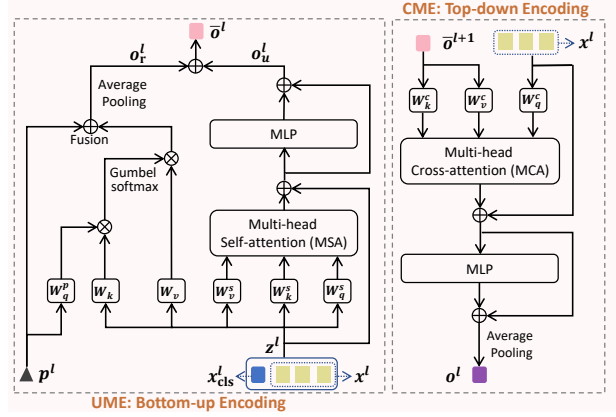 CME: Top-down Encoding
o̅^l
o_r^l
o_u^l
Average
Pooling
Fusion
MLP
Gumbel
softmax
Multi-head
Self-attention (MSA)
W_q^p
W_k
W_v
W_v^s
W_k^s
W_q^s
z^l
p^l
x_cls^l
x^l
UME: Bottom-up Encoding
o̅^{l+1}
x^l
W_k^c
W_v^c
W_q^c
Multi-head
Cross-attention (MCA)
MLP
Average
Pooling
o^l